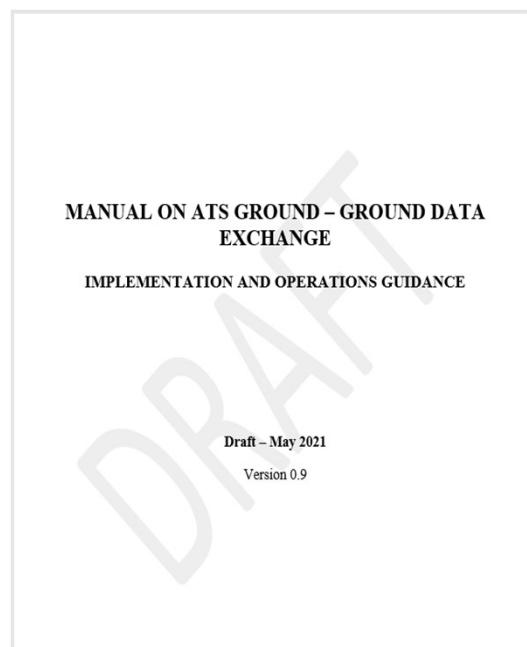 MANUAL ON ATS GROUND – GROUND DATA
EXCHANGE
IMPLEMENTATION AND OPERATIONS GUIDANCE
DRAFT
Draft – May 2021
Version 0.9